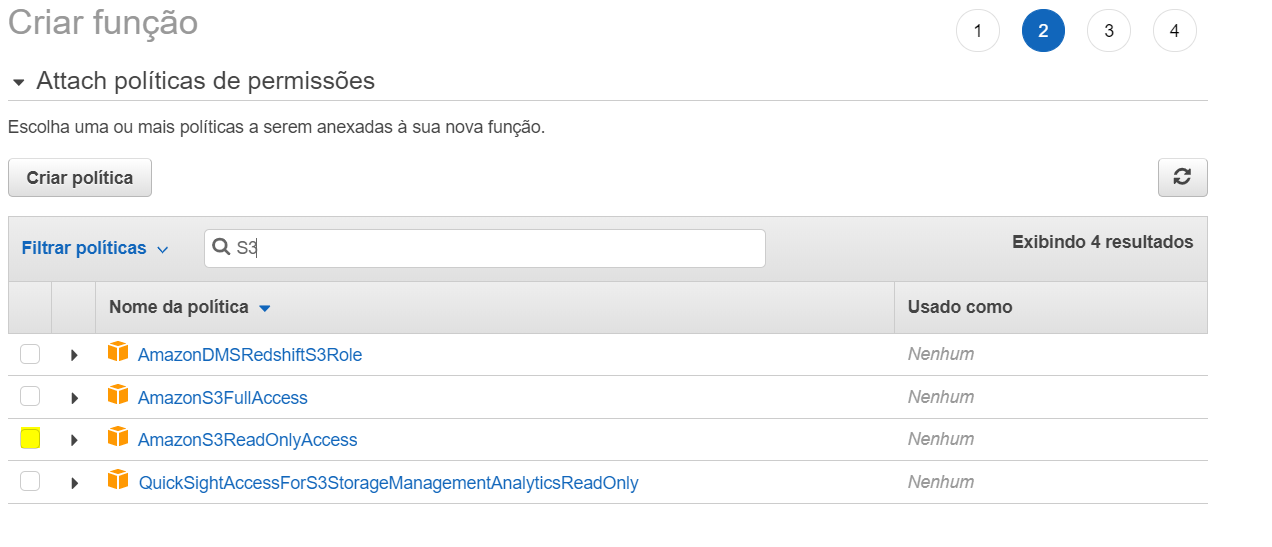 Criar função
1 2 3 4
Attach políticas de permissões
Escolha uma ou mais políticas a serem anexadas à sua nova função.
Criar política
Filtrar políticas S3 Exibindo 4 resultados
Nome da política Usado como
AmazonDMSRedshiftS3Role Nenhum
AmazonS3FullAccess Nenhum
AmazonS3ReadOnlyAccess Nenhum
QuickSightAccessForS3StorageManagementAnalyticsReadOnly Nenhum